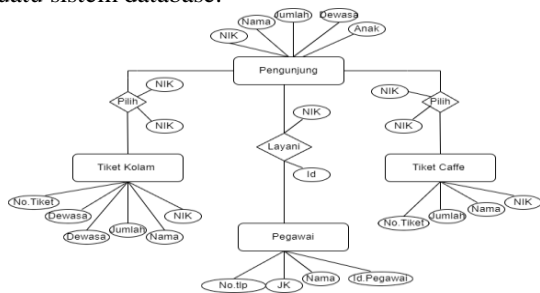 suatu sistem database.
Nama Jumlah Dewasa
NIK Anak
Pengunjung
NIK NIK NIK
Pilih Pilih
NIK NIK
Layani
Id
Tiket Kolam Tiket Caffe
No.Tiket NIK NIK
Dewasa Jumlah No.Tiket Jumlah Nama
Dewasa Nama
Pegawai
No.tlp JK Nama Id.Pegawai